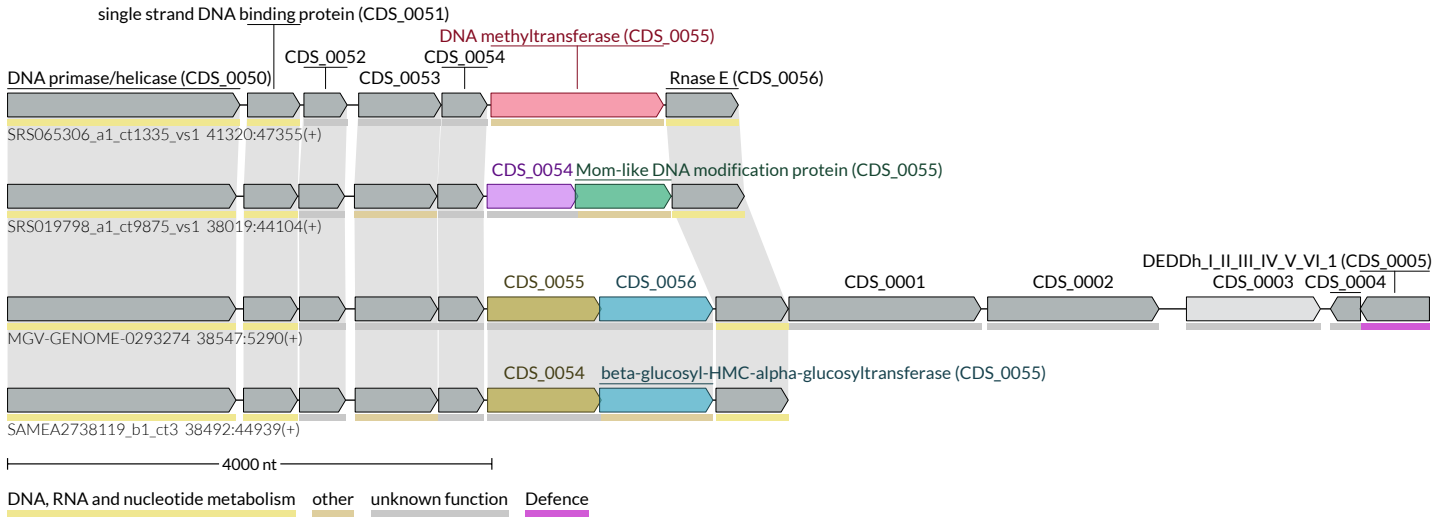 single strand DNA binding protein (CDS_0051)
DNA methyltransferase (CDS_0055)
CDS_0052 CDS_0054
DNA primase/helicase (CDS_0050) CDS_0053 Rnase E (CDS_0056)
SRS065306_a1_ct1335_vs1 41320:47355(+)
CDS_0054 Mom-like DNA modification protein (CDS_0055)
SRS019798_a1_ct9875_vs1 38019:44104(+)
DEDDh_I_II_III_IV_V_VI_1 (CDS_0005)
CDS_0055 CDS_0056 CDS_0001 CDS_0002 CDS_0003 CDS_0004
MGV-GENOME-0293274 38547:5290(+)
CDS_0054 beta-glucosyl-HMC-alpha-glucosyltransferase (CDS_0055)
SAMEA2738119_b1_ct3 38492:44939(+)
4000 nt
DNA, RNA and nucleotide metabolism other unknown function Defence